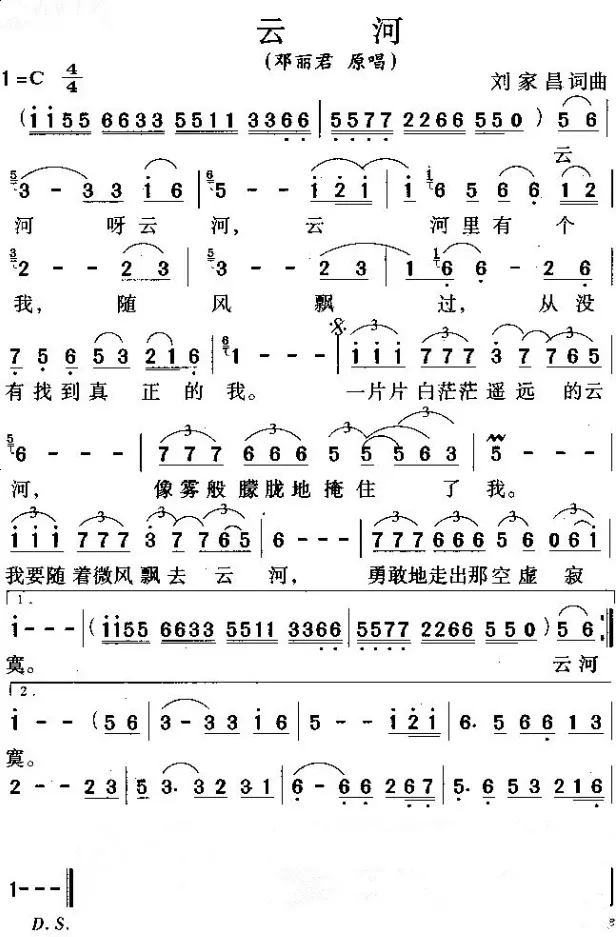 云 河
(邓丽君 原唱)
1=C 4/4
刘家昌词曲
(i i 5 5 6 6 3 3 5 5 1 1 3 3 6 6 | 5 5 7 7 2 2 6 6 5 5 0 ) 5 6
云
3 - 3 3 i 6 | 5 - - i 2 i | i 6 5 6 6 1 2
河 呀云 河, 云 河里有 个
2 - - 2 3 | 3 - - 2 3 | 1 6 6 - 2 6
我, 随 风 飘 过, 从没
7 5 6 5 3 2 1 6 | 1 - - - | i i i 7 7 7 3 7 7 6 5
有找到真 正的 我。 一片片 白茫茫 遥远 的云
6 - - - | 7 7 7 6 6 6 5 5 5 6 3 | 5 - - -
河, 像雾般 朦胧地 掩住 了 我。
i i i 7 7 7 3 7 7 6 5 | 6 - - - | 7 7 7 6 6 6 5 6 0 6 i
我要随着微风飘去 云 河, 勇敢地走出那空虚 寂
1.
i - - - | (i i 5 5 6 6 3 3 5 5 1 1 3 3 6 6 | 5 5 7 7 2 2 6 6 5 5 0 ) 5 6 :|
寞。 云河
2.
i - - (5 6 | 3 - 3 3 i 6 | 5 - - i 2 i | 6. 5 6 6 1 3
寞。
2 - - 2 3 | 5 3. 3 2 3 1 | 6 - 6 6 2 6 7 | 5. 6 5 3 2 1 6
1 - - -
D.S.